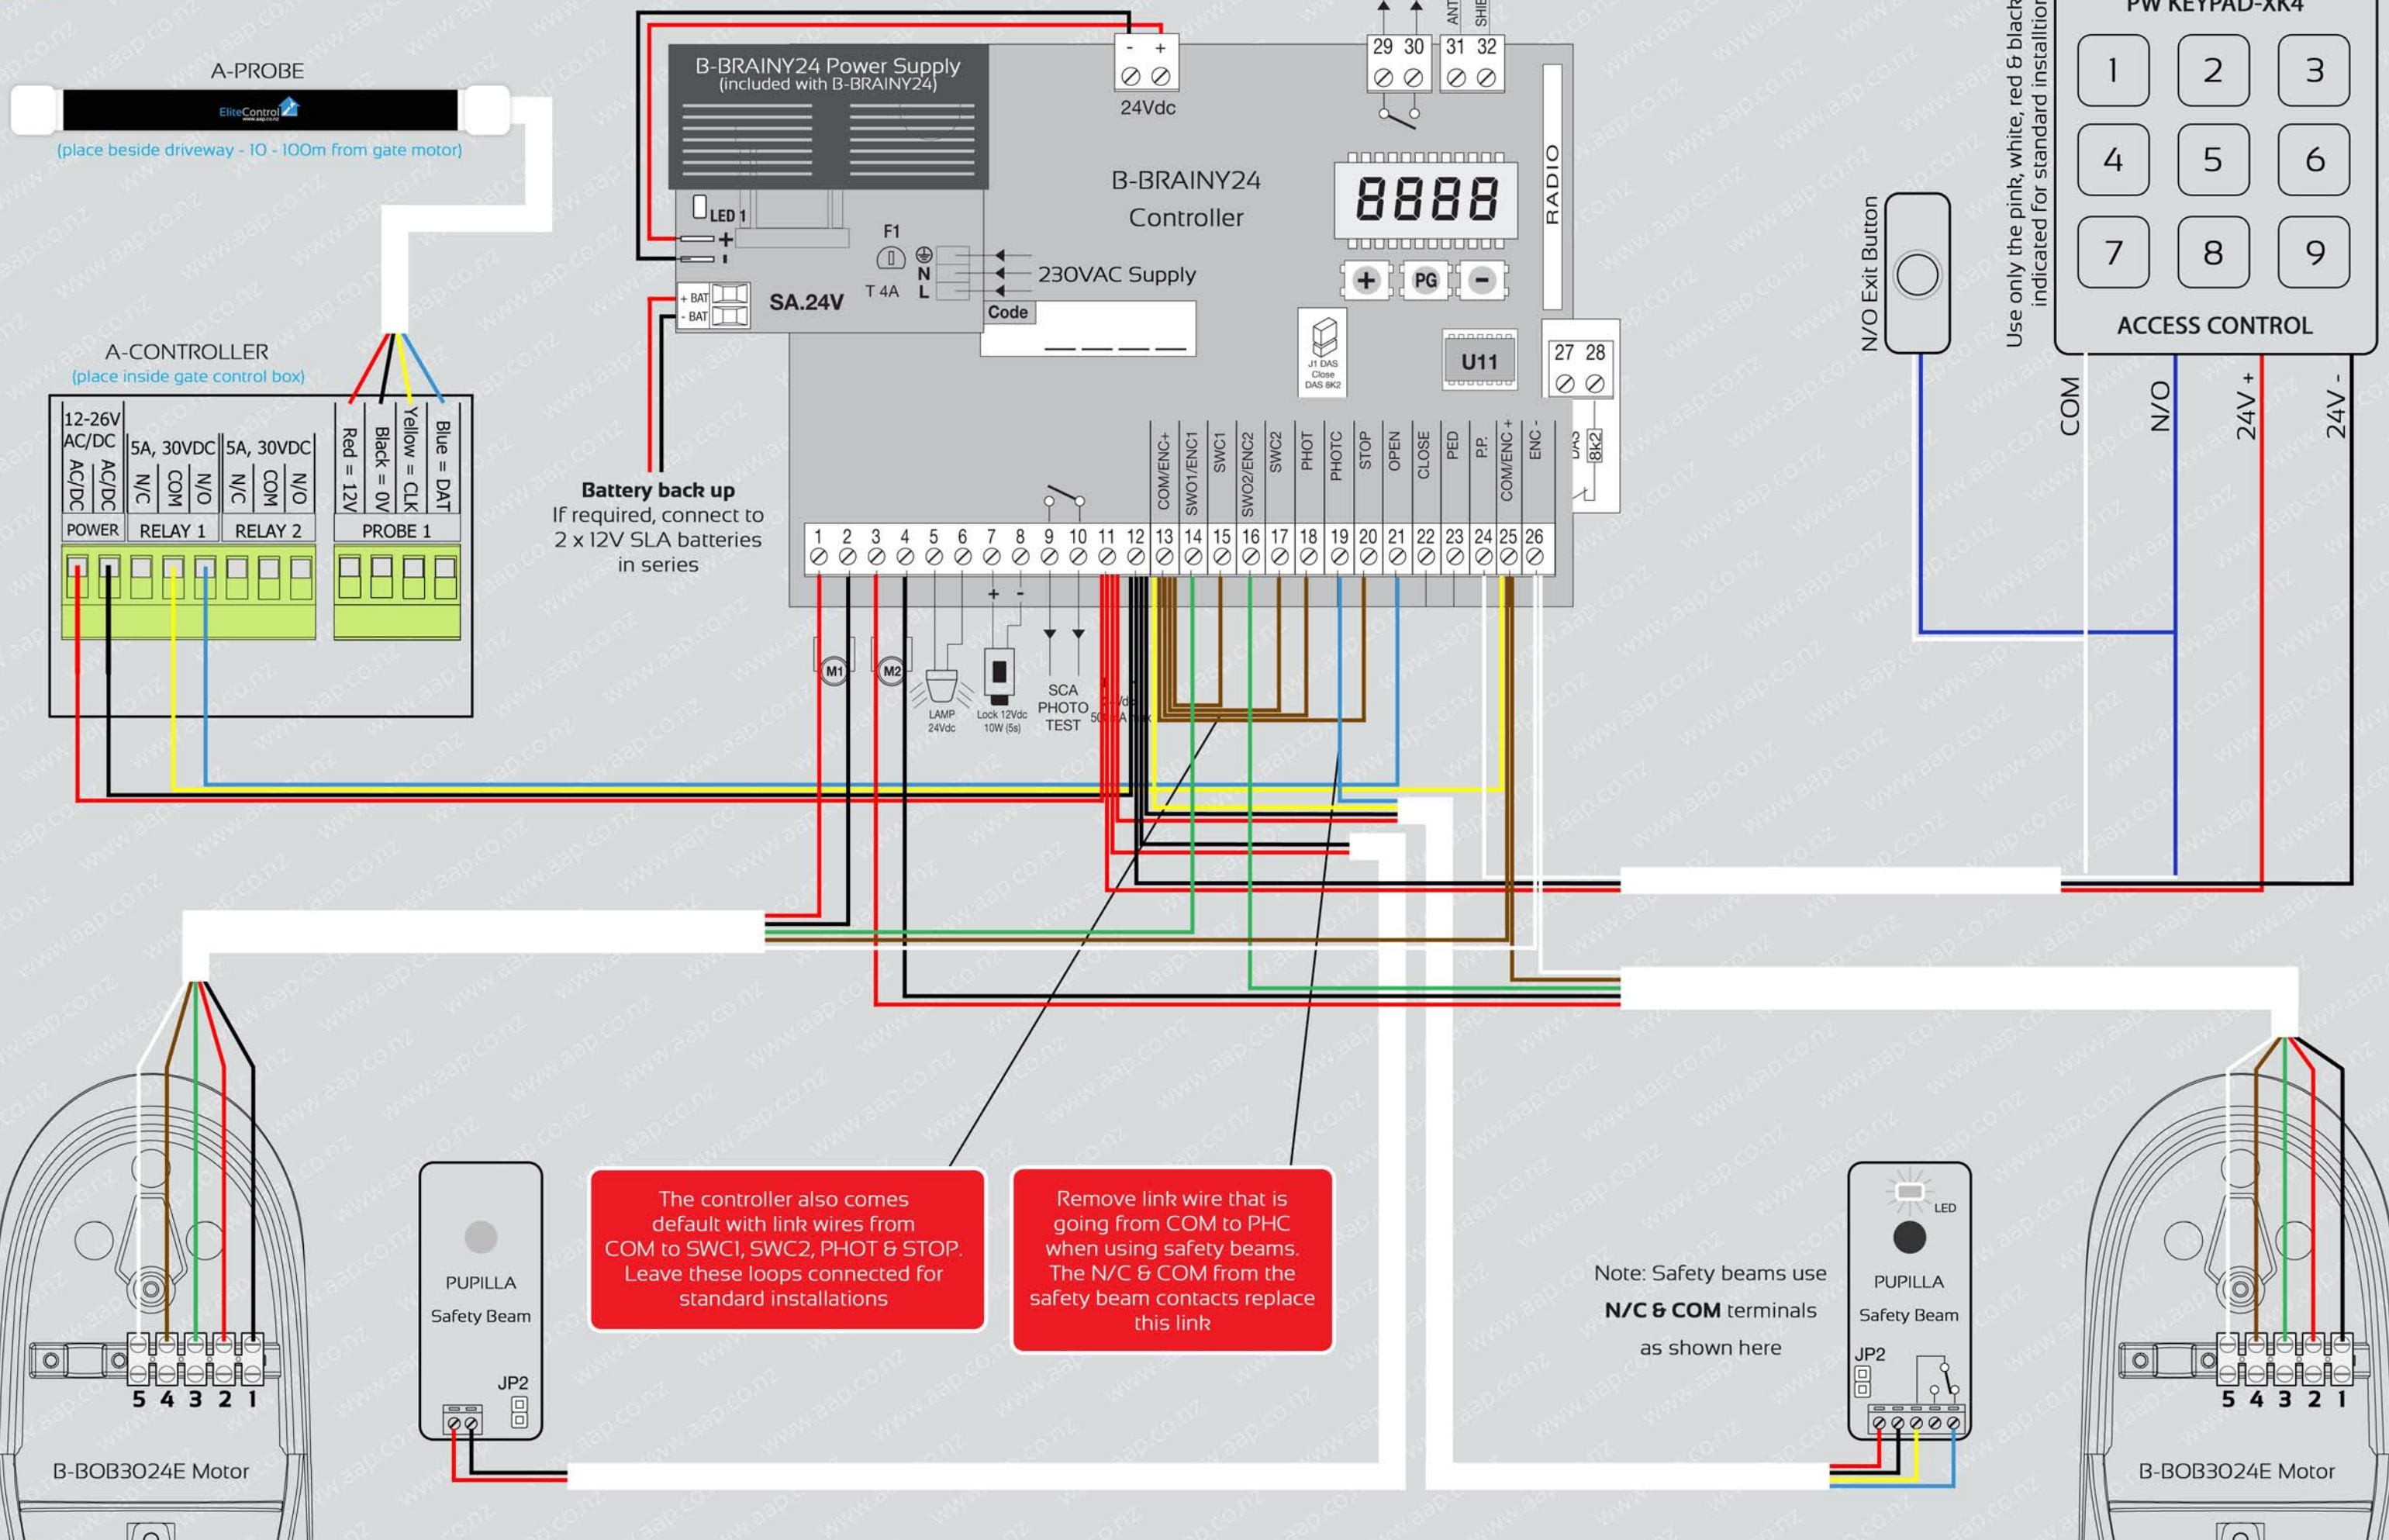 A-PROBE
EliteControl
www.aap.co.nz
(place beside driveway - 10 - 100m from gate motor)
A-CONTROLLER
(place inside gate control box)
12-26V
AC/DC
AC/DC
AC/DC
5A, 30VDC
N/C
COM
N/O
5A, 30VDC
N/C
COM
N/O
Red = 12V
Black = 0V
Yellow = CLK
Blue = DAT
POWER
RELAY 1
RELAY 2
PROBE 1
B-BRAINY24 Power Supply
(included with B-BRAINY24)
LED 1
+
-
+ BAT
- BAT
SA.24V
F1
T 4A
N
L
230VAC Supply
Code
- +
24Vdc
B-BRAINY24
Controller
29 30 31 32
ANT
8888
+ PG -
RADIO
J1 DAS
Close
DAS 8K2
U11
27 28
8k2
Battery back up
If required, connect to
2 x 12V SLA batteries
in series
COM/ENC+
SWO1/ENC1
SWC1
SWO2/ENC2
SWC2
PHOT
PHOTC
STOP
OPEN
CLOSE
PED
P.P.
COM/ENC +
ENC -
1 2 3 4 5 6 7 8 9 10 11 12 13 14 15 16 17 18 19 20 21 22 23 24 25 26
+ -
M1
M2
LAMP
24Vdc
Lock 12Vdc
10W (5s)
SCA
PHOTO
TEST
N/O Exit Button
Use only the pink, white, red & black
indicated for standard installation
PW KEYPAD-XK4
1 2 3
4 5 6
7 8 9
ACCESS CONTROL
COM
N/O
24V +
24V -
The controller also comes
default with link wires from
COM to SWC1, SWC2, PHOT & STOP.
Leave these loops connected for
standard installations
Remove link wire that is
going from COM to PHC
when using safety beams.
The N/C & COM from the
safety beam contacts replace
this link
Note: Safety beams use
N/C & COM terminals
as shown here
PUPILLA
Safety Beam
JP2
LED
PUPILLA
Safety Beam
JP2
5 4 3 2 1
B-BOB3024E Motor
5 4 3 2 1
B-BOB3024E Motor